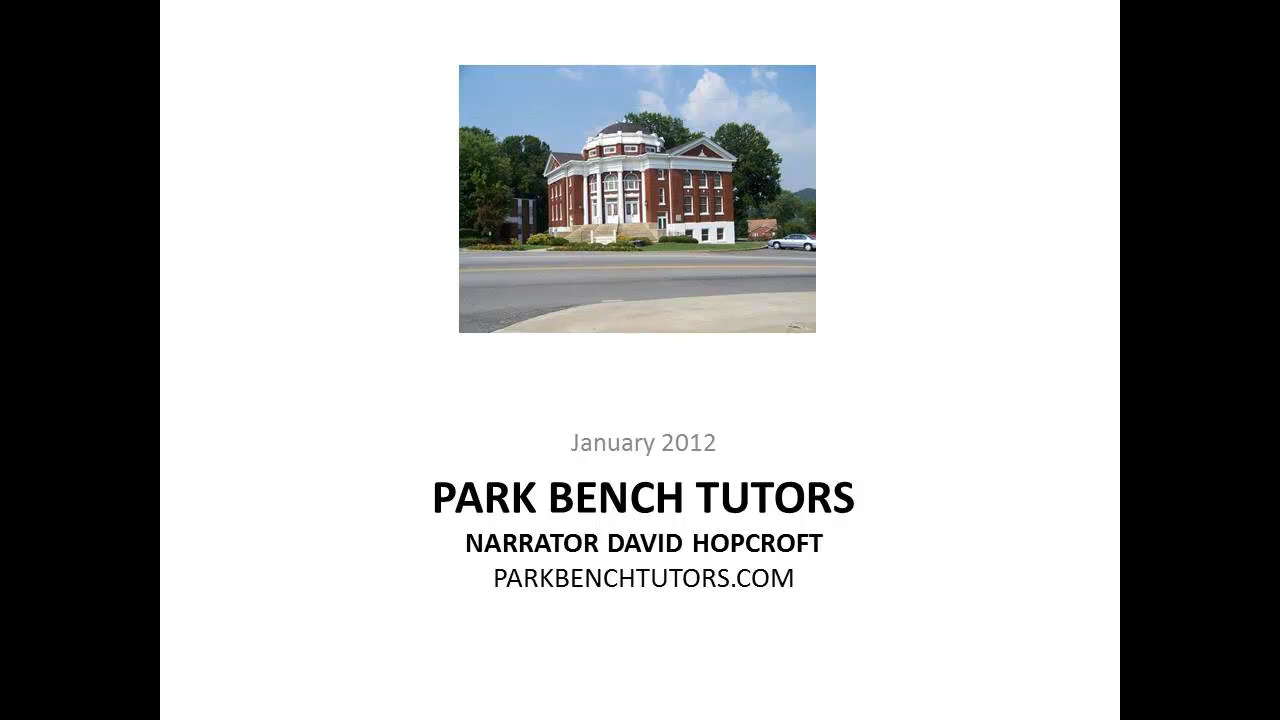 January 2012
PARK BENCH TUTORS
NARRATOR DAVID HOPCROFT
PARKBENCHTUTORS.COM